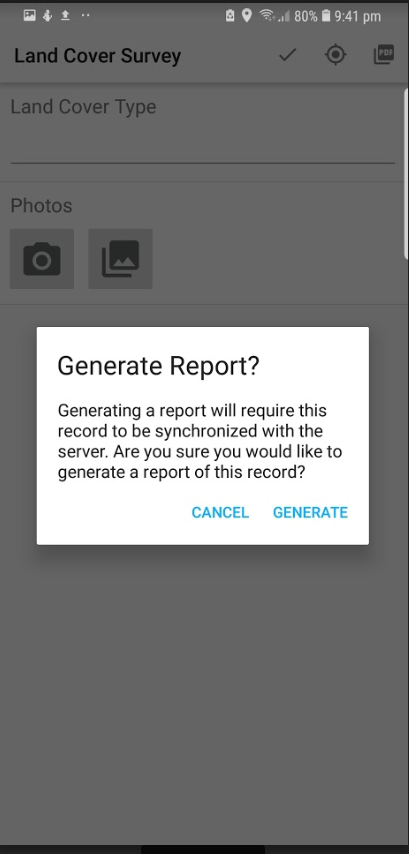 80% 9:41 pm
Land Cover Survey
PDF
Land Cover Type
Photos
Generate Report?
Generating a report will require this
record to be synchronized with the
server. Are you sure you would like to
generate a report of this record?
CANCEL GENERATE